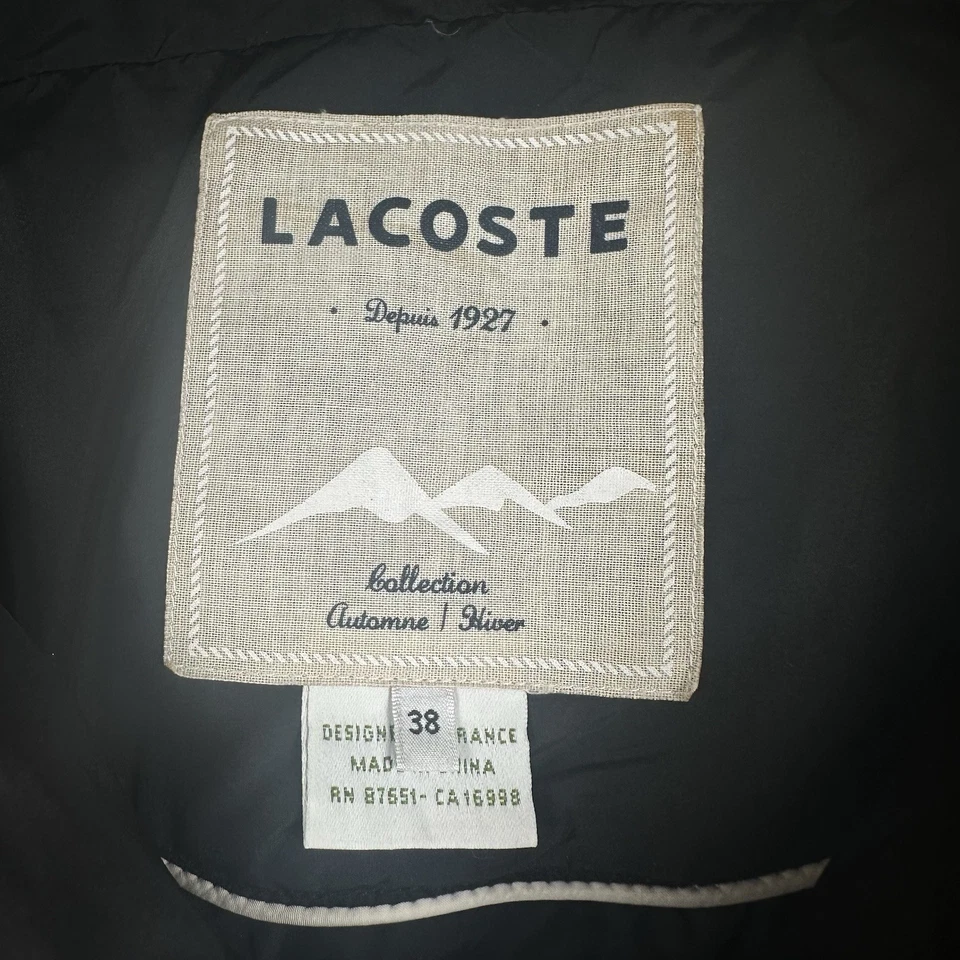 LACOSTE
· Depuis 1927 ·
Collection
Automne | Hiver
38
RN 87651- CA16998